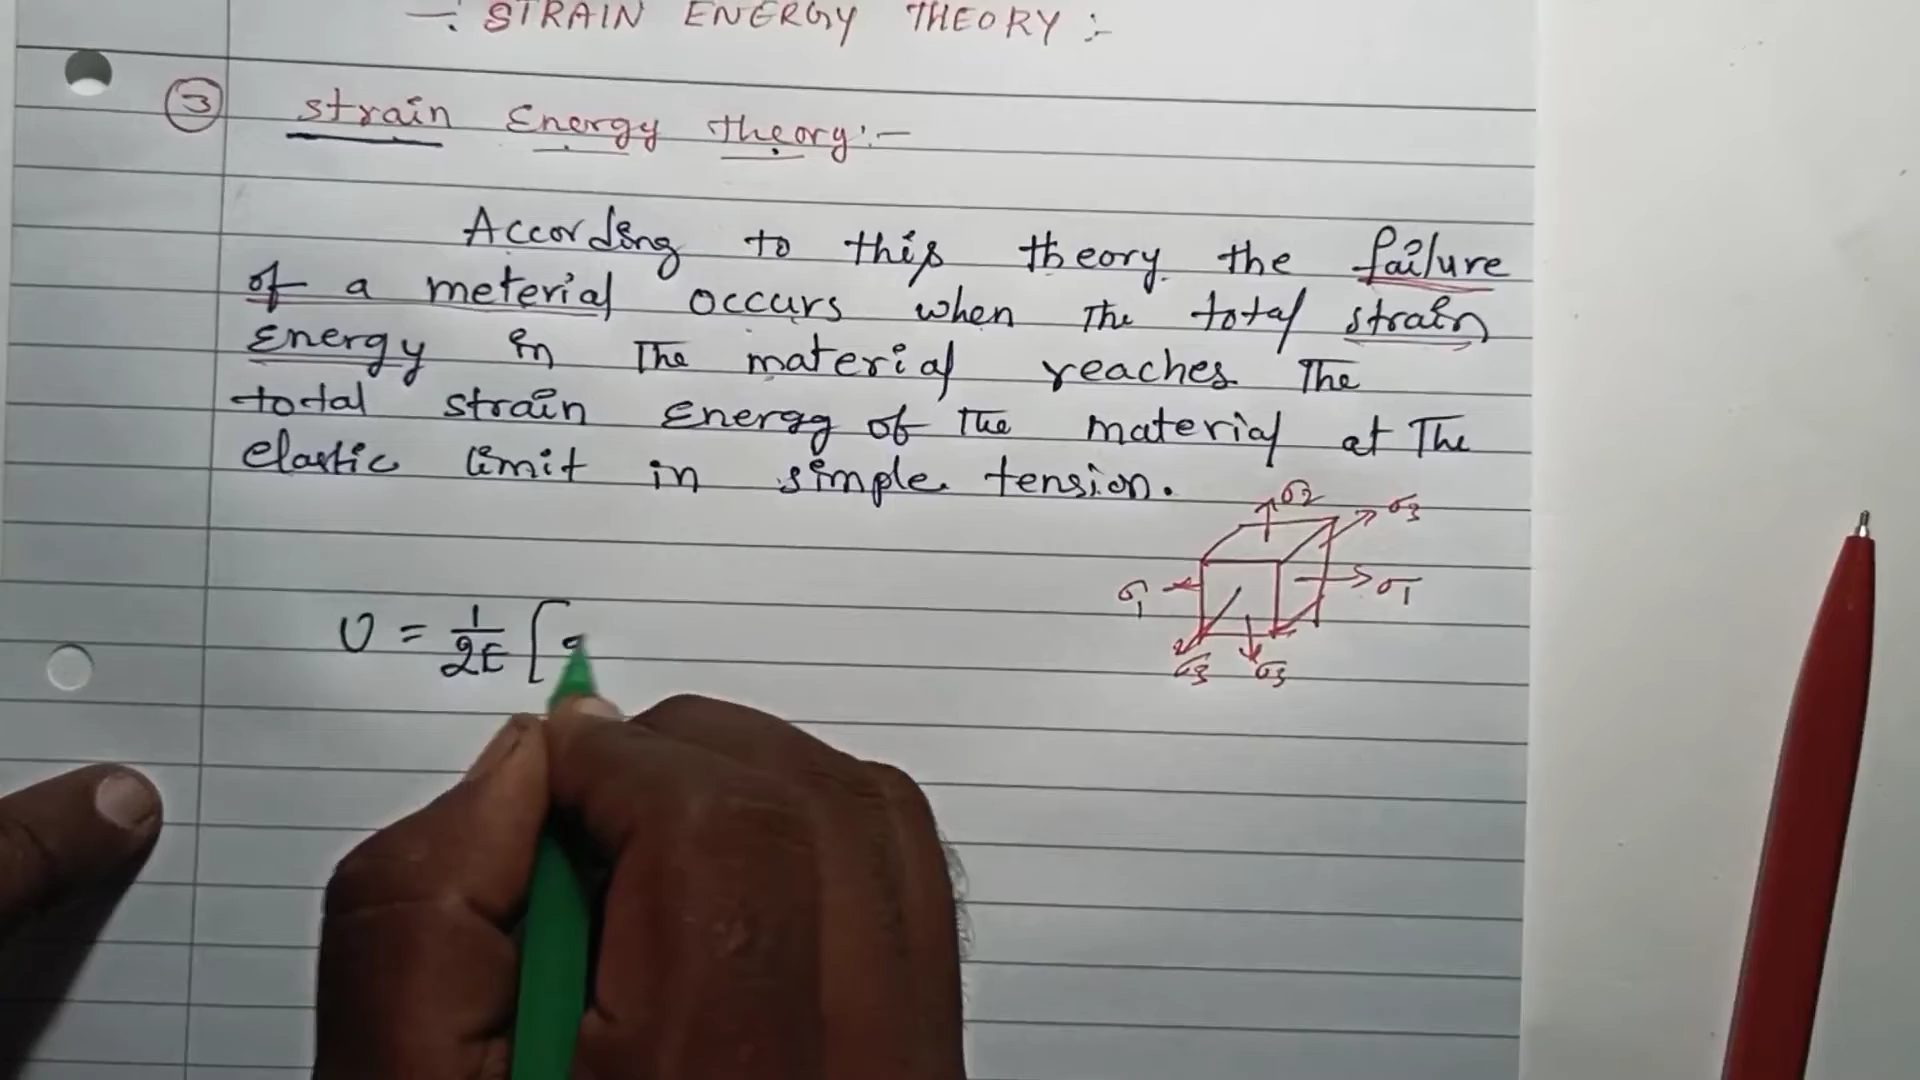 -: STRAIN ENERGY THEORY :-
③ strain Energy theory:-
According to this theory the failure
of a meterial occurs when The total strain
Energy in The material reaches The
total strain Energy of The material at The
elastic limit in simple tension.
σ2
σ3
σ1
σ1
σ3
σ3
U = 1/2E [σ